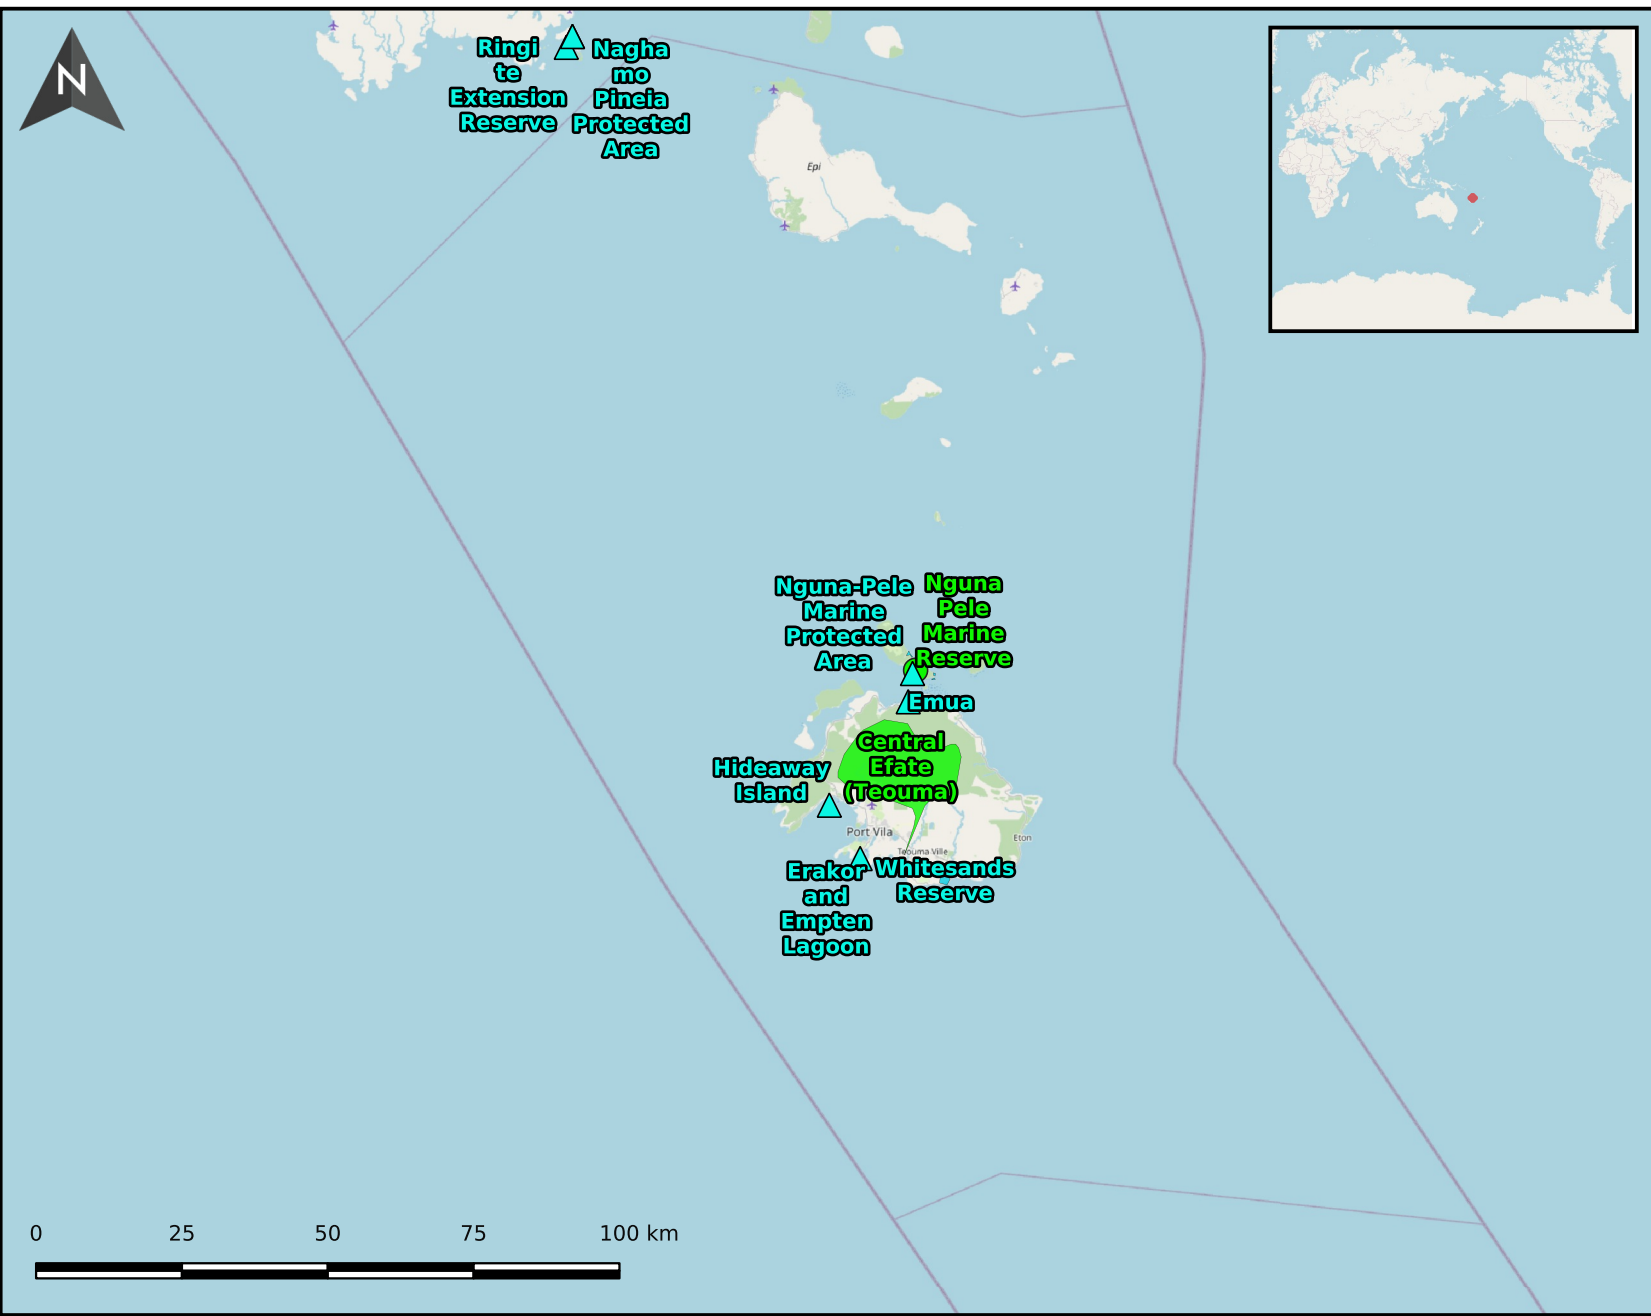 N
Ringi
te
Extension
Reserve
Nagha
mo
Pineia
Protected
Area
Epi
Nguna-Pele
Marine
Protected
Area
Nguna
Pele
Marine
Reserve
Emua
Central
Efate
(Teouma)
Hideaway
Island
Port Vila
Eton
Teouma Ville
Erakor
and
Empten
Lagoon
Whitesands
Reserve
0 25 50 75 100 km